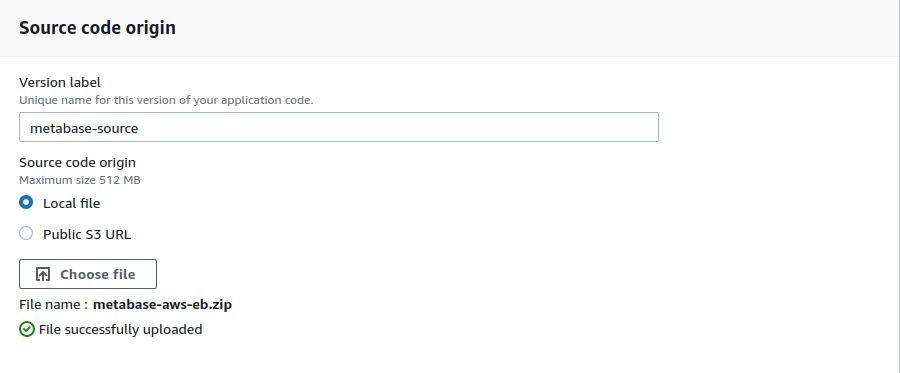 Source code origin
Version label
Unique name for this version of your application code.
metabase-source
Source code origin
Maximum size 512 MB
Local file
Public S3 URL
Choose file
File name : metabase-aws-eb.zip
File successfully uploaded